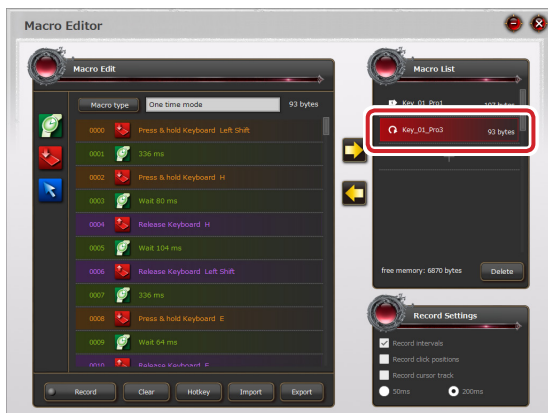 Macro Editor
Macro Edit
Macro type One time mode 93 bytes
0000 Press & hold Keyboard Left Shift
0001 336 ms
0002 Press & hold Keyboard H
0003 Wait 80 ms
0004 Release Keyboard H
0005 Wait 104 ms
0006 Release Keyboard Left Shift
0007 336 ms
0008 Press & hold Keyboard E
0009 Wait 64 ms
0010 Release Keyboard E
Record Clear Hotkey Import Export
Macro List
Key_01_Pro1 107 bytes
Key_01_Pro3 93 bytes
free memory: 6870 bytes Delete
Record Settings
Record intervals
Record click positions
Record cursor track
50ms 200ms